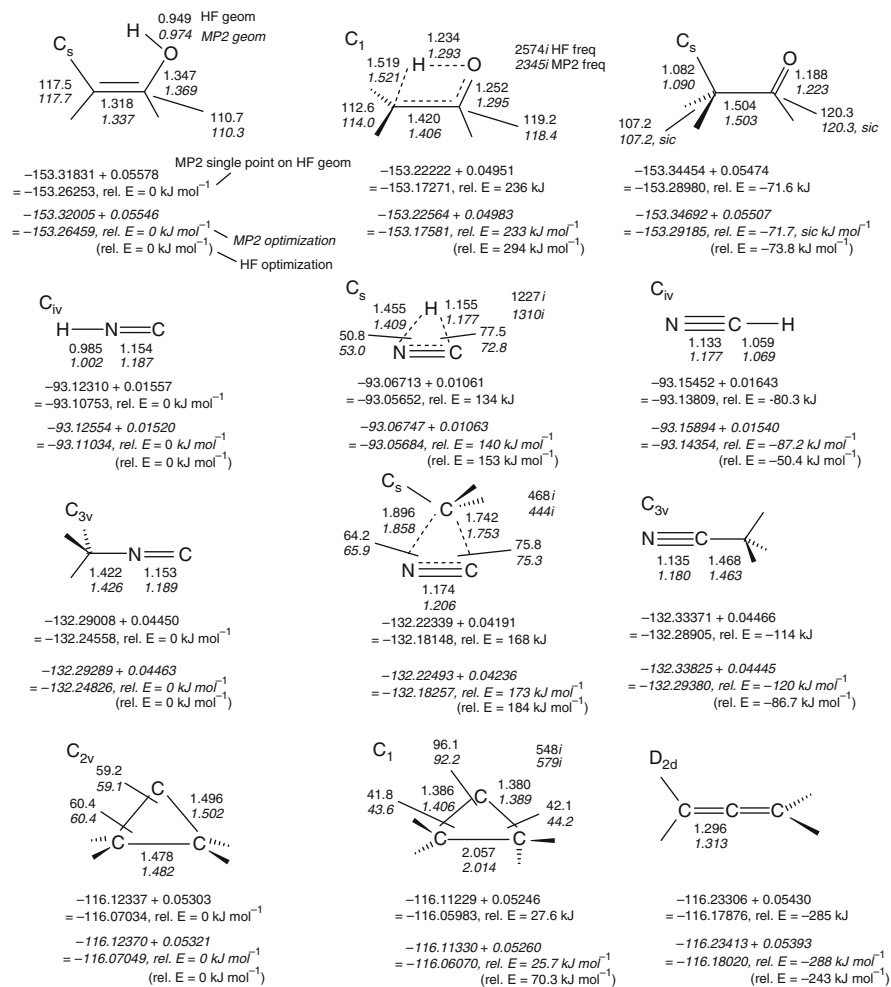 H
0.949 HF geom
0.974 MP2 geom
Cs
O
117.5
117.7
1.347
1.369
1.318
1.337
110.7
110.3
MP2 single point on HF geom
−153.31831 + 0.05578
= −153.26253, rel. E = 0 kJ mol−1
−153.32005 + 0.05546
= −153.26459, rel. E = 0 kJ mol−1
(rel. E = 0 kJ mol−1)
MP2 optimization
HF optimization
C1
1.234
1.293
1.519
1.521
H
O
2574i HF freq
2345i MP2 freq
1.252
1.295
112.6
114.0
1.420
1.406
119.2
118.4
−153.22222 + 0.04951
= −153.17271, rel. E = 236 kJ
−153.22564 + 0.04983
= −153.17581, rel. E = 233 kJ mol−1
(rel. E = 294 kJ mol−1)
Cs
O
1.082
1.090
1.188
1.223
1.504
1.503
107.2
107.2, sic
120.3
120.3, sic
−153.34454 + 0.05474
= −153.28980, rel. E = −71.6 kJ
−153.34692 + 0.05507
= −153.29185, rel. E = −71.7, sic kJ mol−1
(rel. E = −73.8 kJ mol−1)
Civ
H N C
0.985 1.154
1.002 1.187
−93.12310 + 0.01557
= −93.10753, rel. E = 0 kJ mol−1
−93.12554 + 0.01520
= −93.11034, rel. E = 0 kJ mol−1
(rel. E = 0 kJ mol−1)
Cs
1.455
1.409
H
1.155
1.177
1227i
1310i
50.8
53.0
77.5
72.8
N C
−93.06713 + 0.01061
= −93.05652, rel. E = 134 kJ
−93.06747 + 0.01063
= −93.05684, rel. E = 140 kJ mol−1
(rel. E = 153 kJ mol−1)
Civ
N C H
1.133 1.059
1.177 1.069
−93.15452 + 0.01643
= −93.13809, rel. E = -80.3 kJ
−93.15894 + 0.01540
= −93.14354, rel. E = −87.2 kJ mol−1
(rel. E = −50.4 kJ mol−1)
C3v
N C
1.422 1.153
1.426 1.189
−132.29008 + 0.04450
= −132.24558, rel. E = 0 kJ mol−1
−132.29289 + 0.04463
= −132.24826, rel. E = 0 kJ mol−1
(rel. E = 0 kJ mol−1)
Cs
C
468i
444i
1.896
1.858
1.742
1.753
64.2
65.9
75.8
75.3
N C
1.174
1.206
−132.22339 + 0.04191
= −132.18148, rel. E = 168 kJ
−132.22493 + 0.04236
= −132.18257, rel. E = 173 kJ mol−1
(rel. E = 184 kJ mol−1)
C3v
N C
1.135 1.468
1.180 1.463
−132.33371 + 0.04466
= −132.28905, rel. E = −114 kJ
−132.33825 + 0.04445
= −132.29380, rel. E = −120 kJ mol−1
(rel. E = −86.7 kJ mol−1)
C2v
59.2
59.1
C
60.4
60.4
1.496
1.502
C C
1.478
1.482
−116.12337 + 0.05303
= −116.07034, rel. E = 0 kJ mol−1
−116.12370 + 0.05321
= −116.07049, rel. E = 0 kJ mol−1
(rel. E = 0 kJ mol−1)
C1
96.1
92.2
548i
579i
C
41.8
43.6
1.386
1.406
1.380
1.389
42.1
44.2
C C
2.057
2.014
−116.11229 + 0.05246
= −116.05983, rel. E = 27.6 kJ
−116.11330 + 0.05260
= −116.06070, rel. E = 25.7 kJ mol−1
(rel. E = 70.3 kJ mol−1)
D2d
C C C
1.296
1.313
−116.23306 + 0.05430
= −116.17876, rel. E = −285 kJ
−116.23413 + 0.05393
= −116.18020, rel. E = −288 kJ mol−1
(rel. E = −243 kJ mol−1)